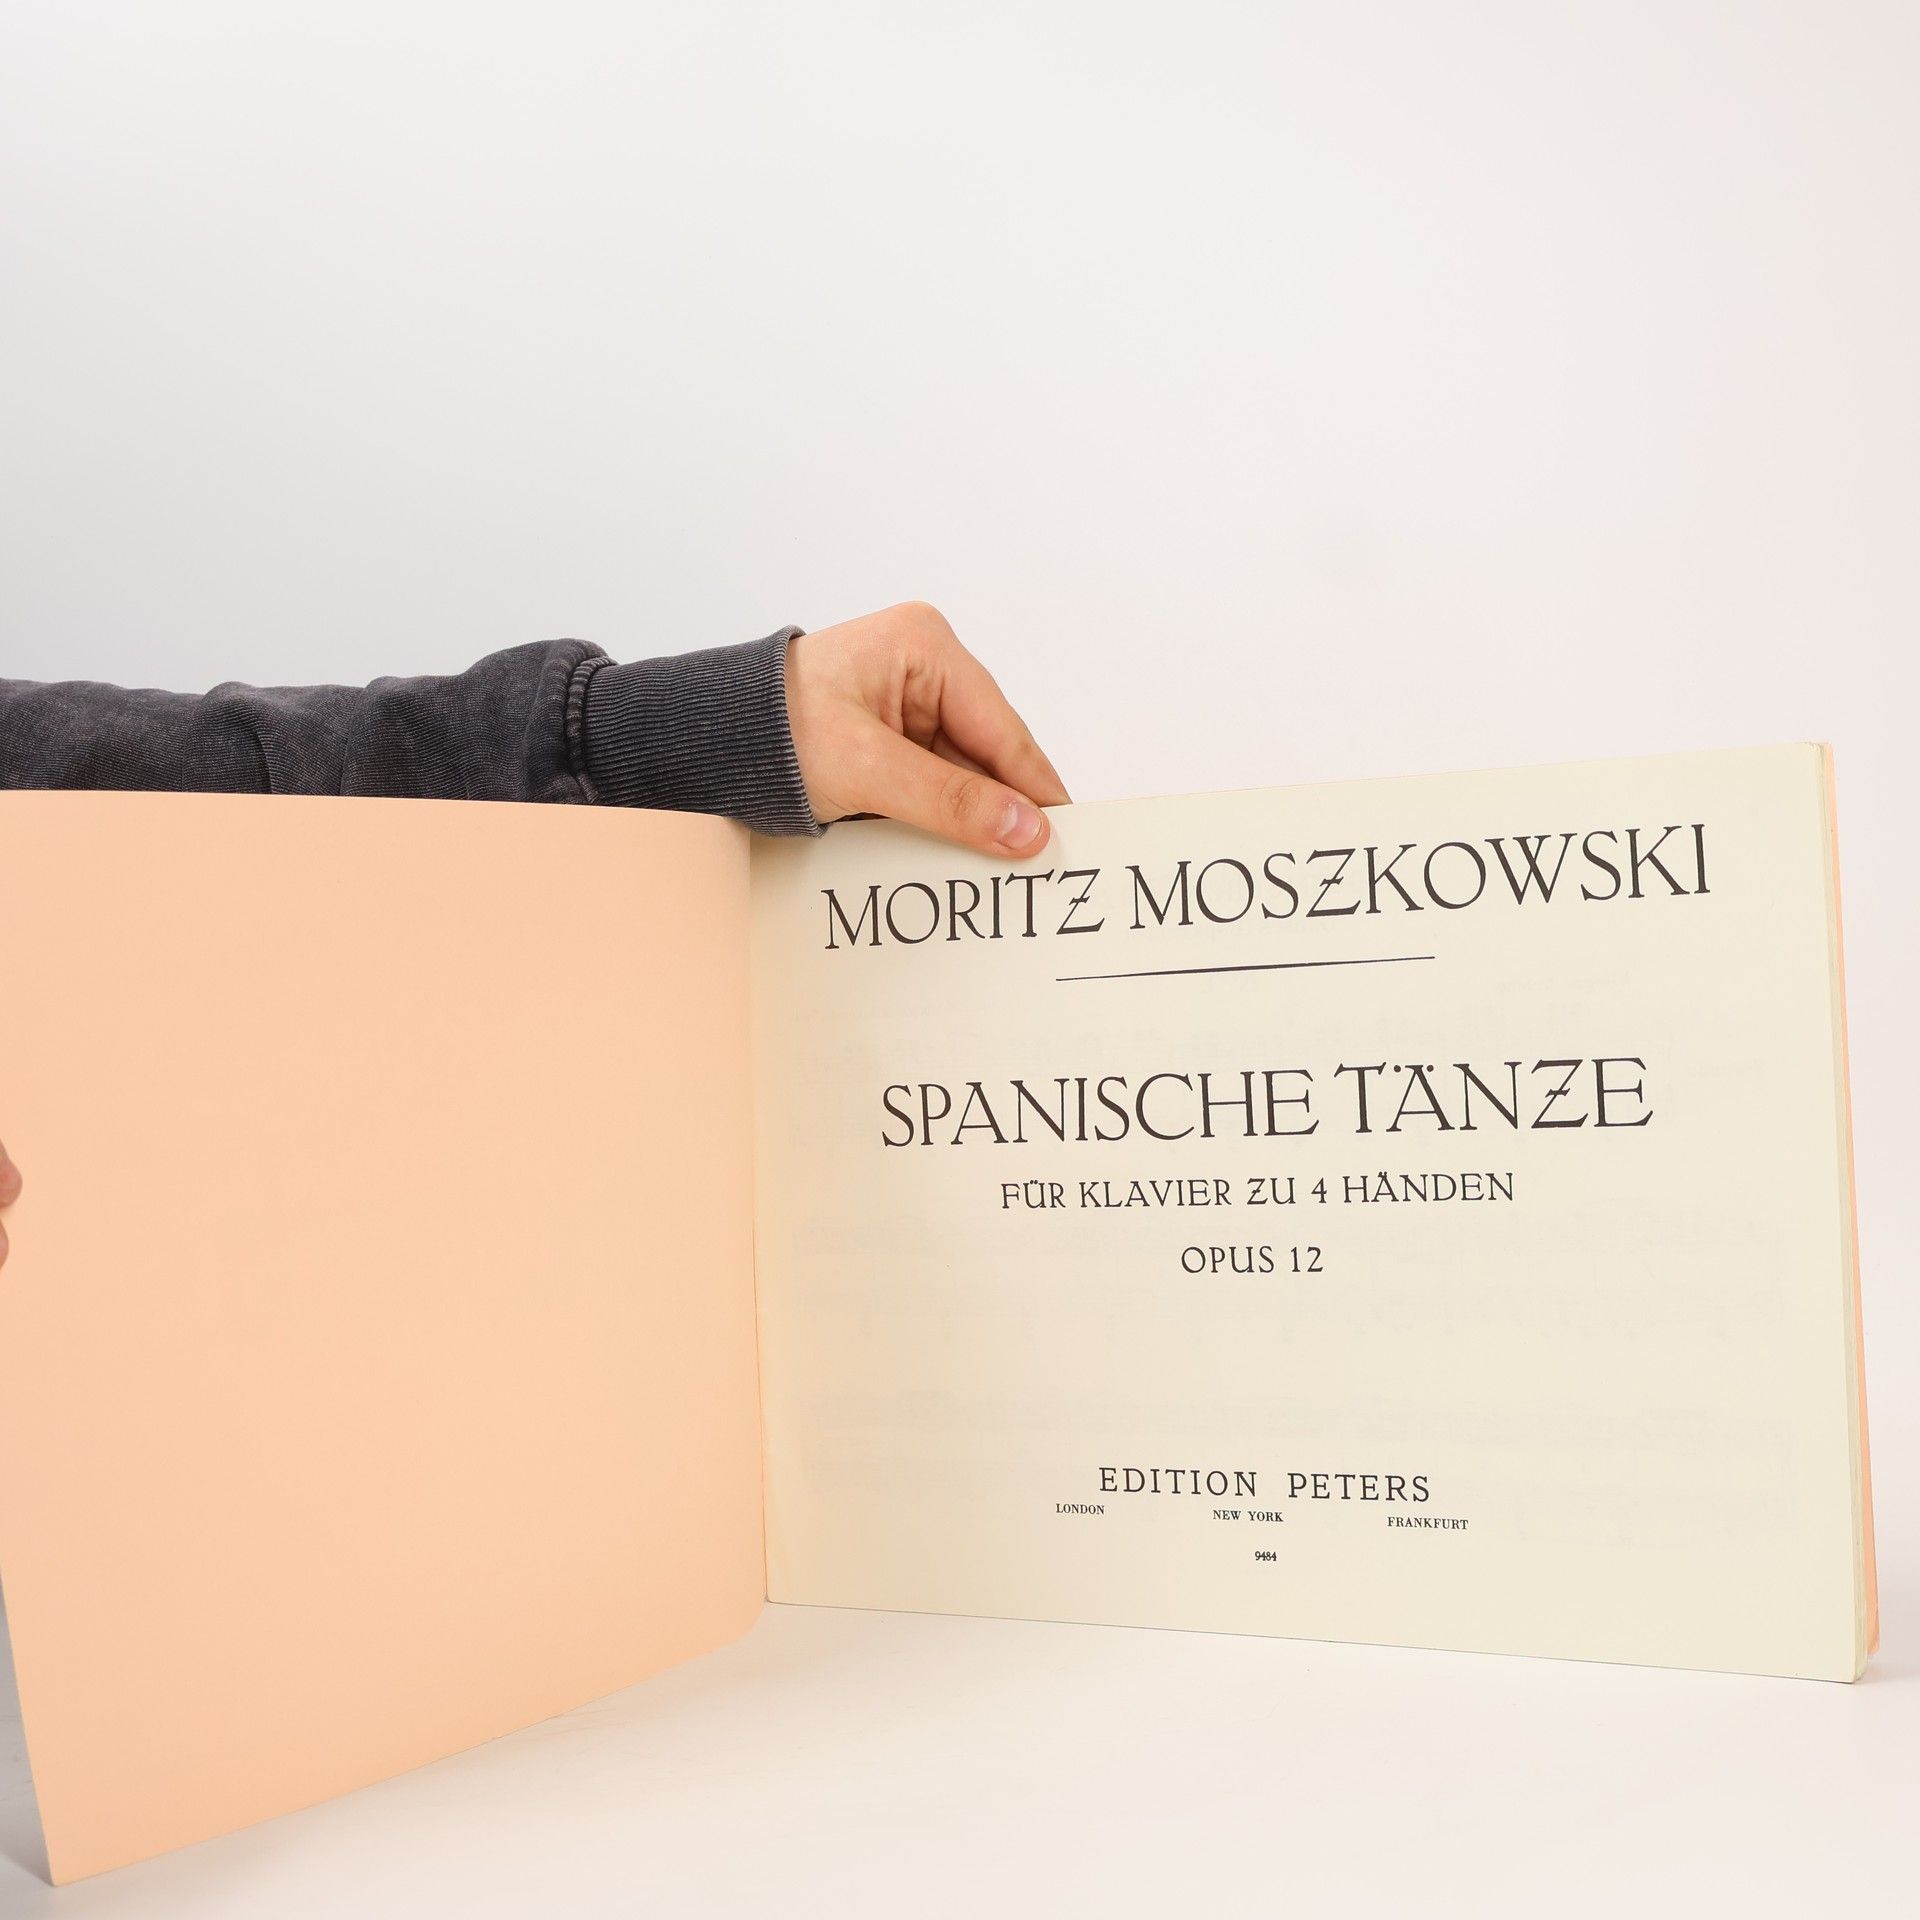 MORITZ MOSZKOWSKI
SPANISCHE TÄNZE
FÜR KLAVIER ZU 4 HÄNDEN
OPUS 12
EDITION PETERS
LONDON NEW YORK FRANKFURT
9484